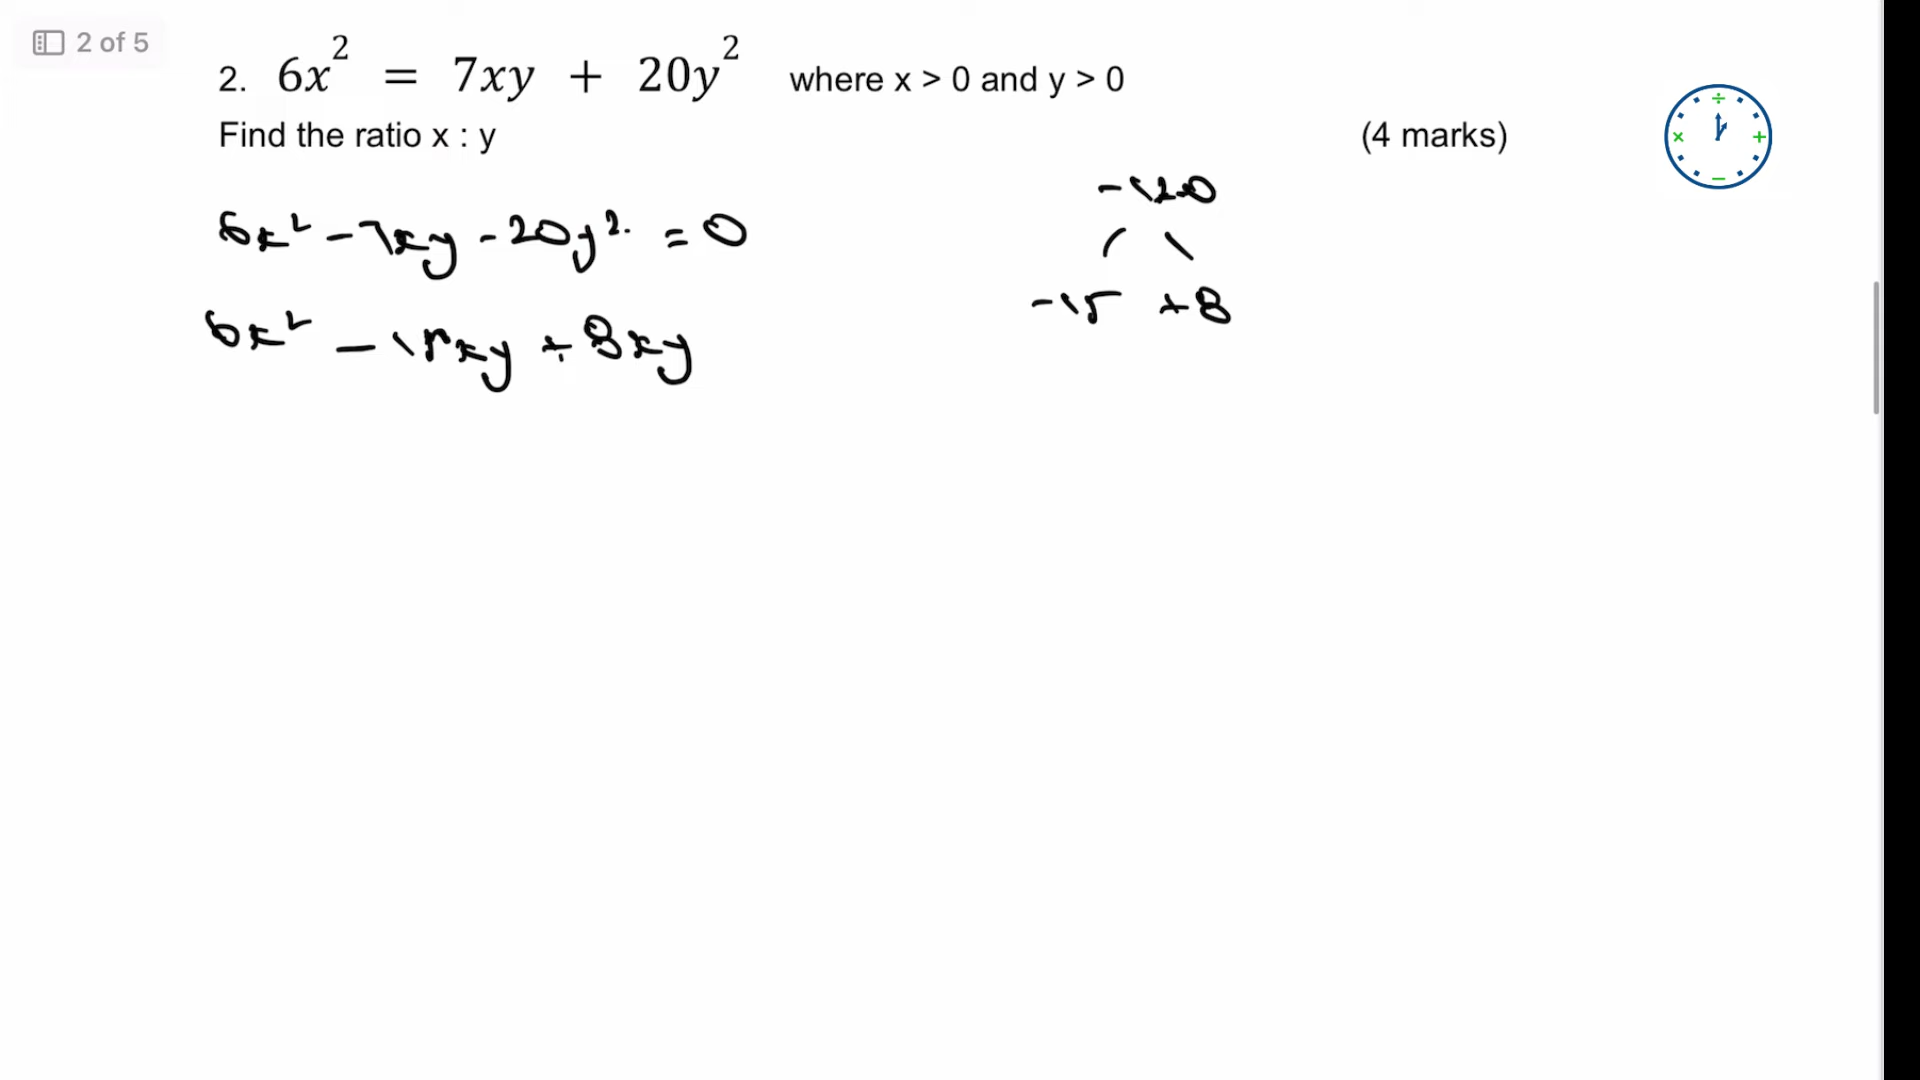 2 of 5
2. 6x² = 7xy + 20y² where x > 0 and y > 0
Find the ratio x : y
(4 marks)
÷
× +
−
-120
-15 +8
6x² - 7xy - 20y² = 0
6x² - 15xy + 8xy